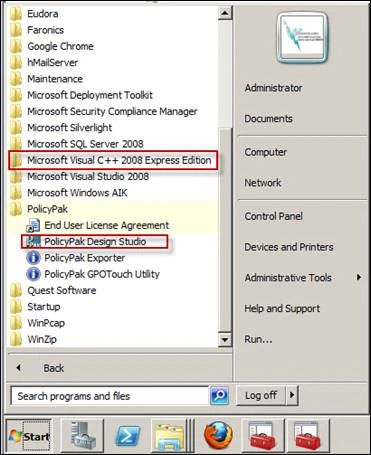 Eudora
Faronics
Google Chrome
hMailServer
Maintenance
Microsoft Deployment Toolkit
Microsoft Security Compliance Manager
Microsoft Silverlight
Microsoft SQL Server 2008
Microsoft Visual C++ 2008 Express Edition
Microsoft Visual Studio 2008
Microsoft Windows AIK
PolicyPak
End User License Agreement
PolicyPak Design Studio
PolicyPak Exporter
PolicyPak GPOTouch Utility
Quest Software
Startup
WinPcap
WinZip
Back
Search programs and files
Administrator
Documents
Computer
Network
Control Panel
Devices and Printers
Administrative Tools
Help and Support
Run...
Log off
Start